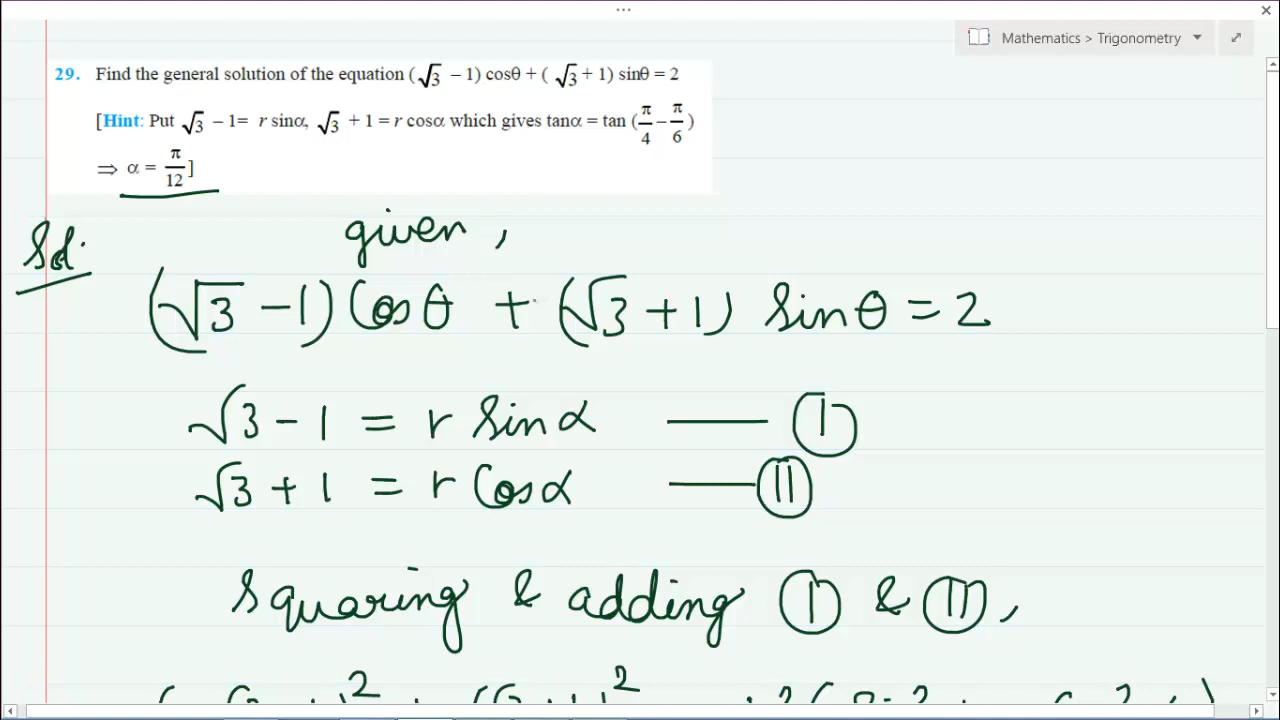 Mathematics > Trigonometry
29. Find the general solution of the equation (√3 – 1) cosθ + ( √3 + 1) sinθ = 2
[Hint: Put √3 – 1= r sinα, √3 + 1 = r cosα which gives tanα = tan (π/4 – π/6)
⇒ α = π/12]
Sol:
given,
(√3 - 1) Cosθ + (√3 + 1) sinθ = 2
√3 - 1 = r sinα —— I
√3 + 1 = r Cosα —— II
squaring & adding I & II,